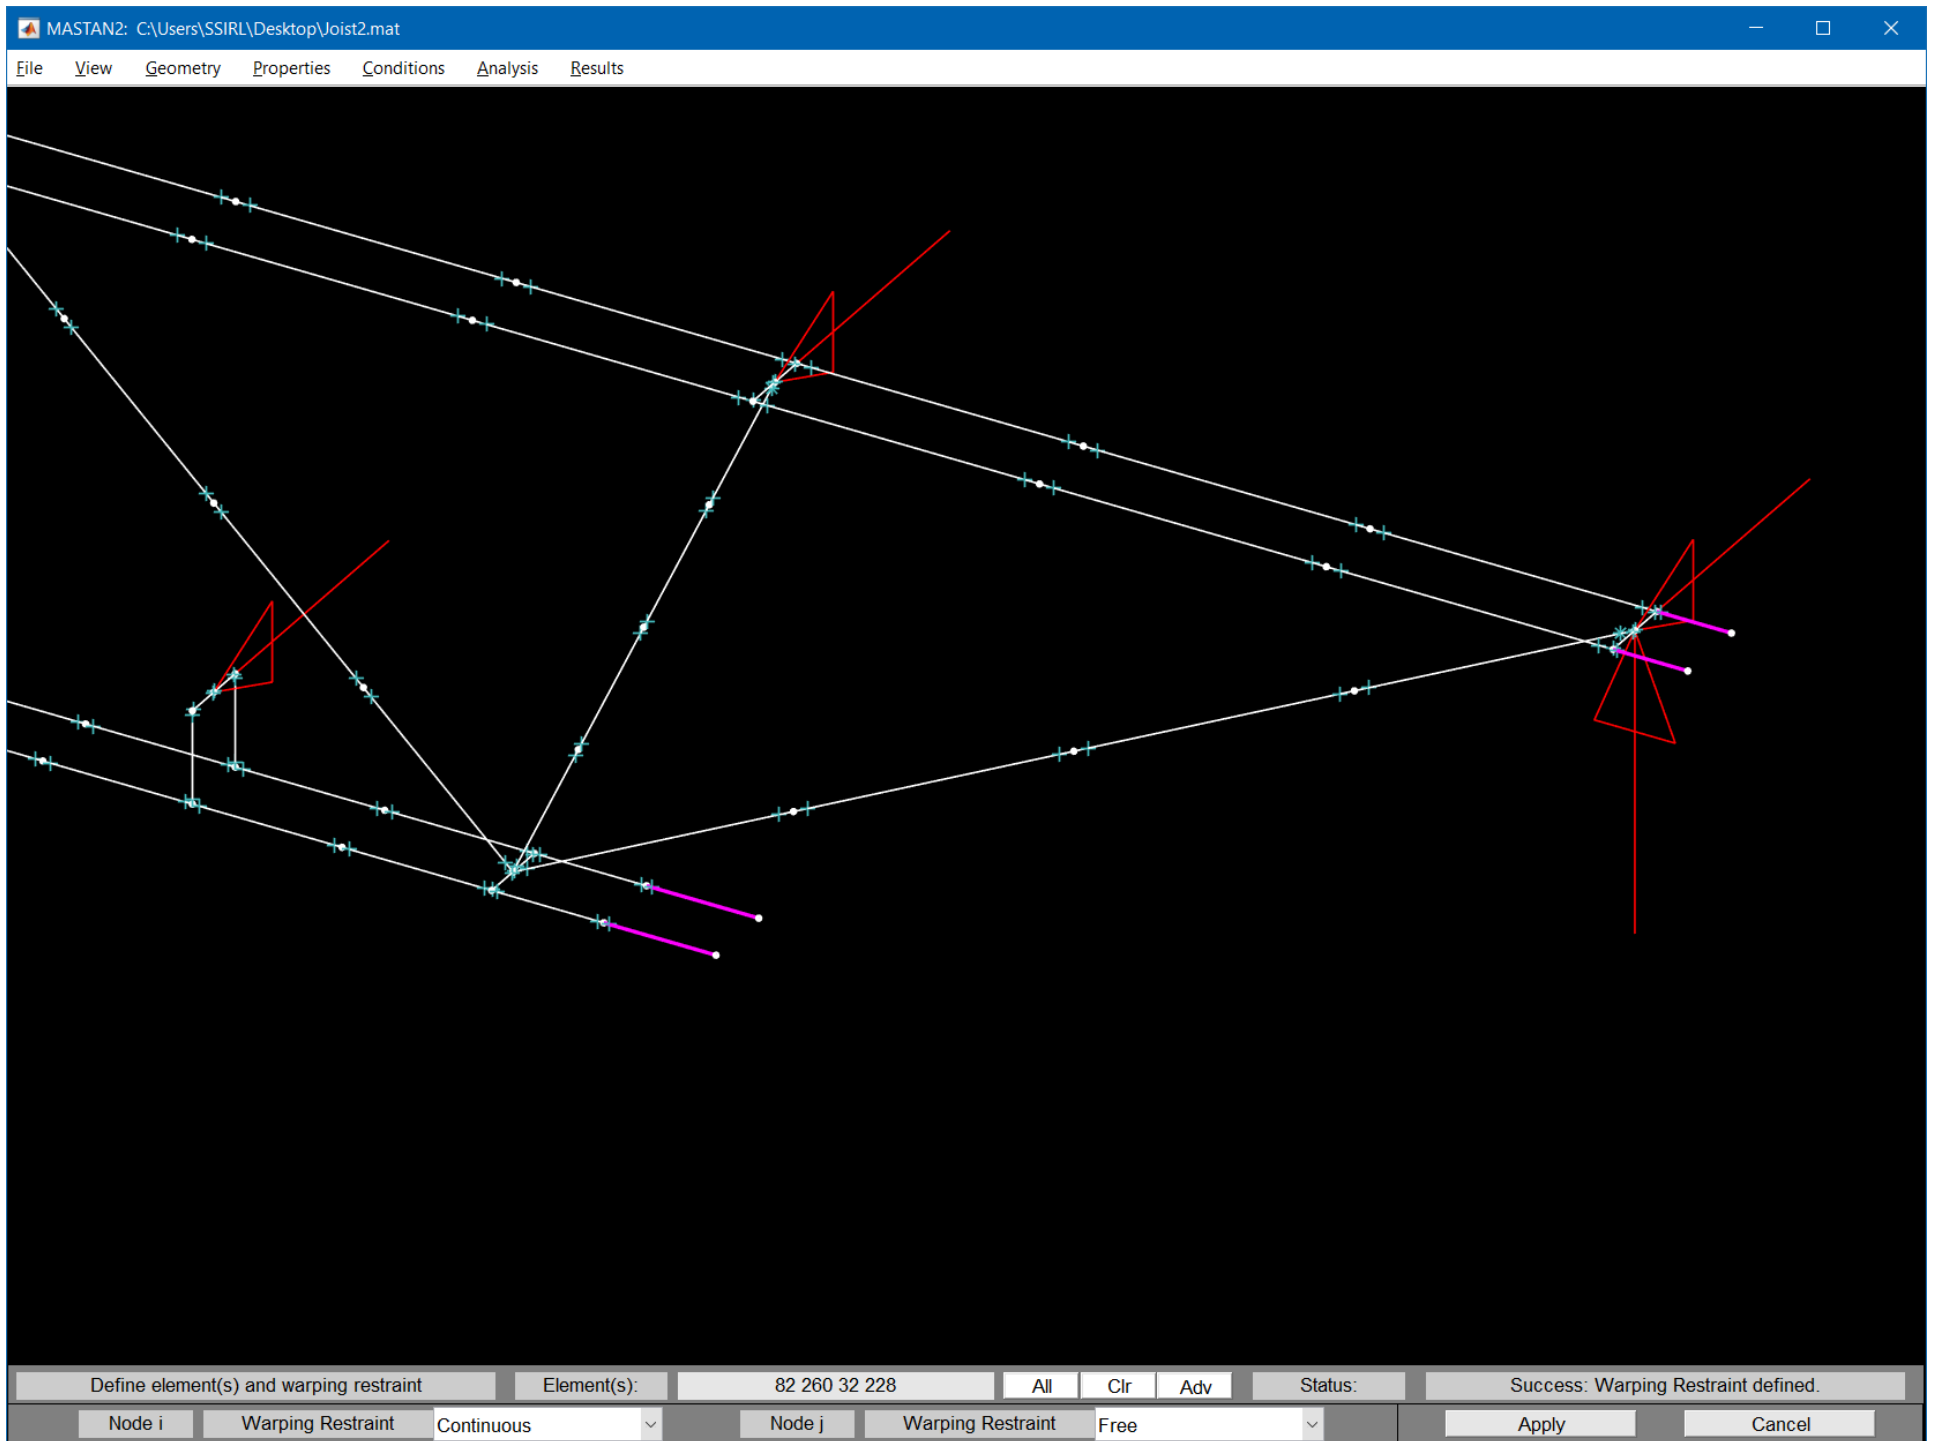 MASTAN2: C:\Users\SSIRL\Desktop\Joist2.mat
File View Geometry Properties Conditions Analysis Results
Define element(s) and warping restraint Element(s): 82 260 32 228 All Clr Adv Status: Success: Warping Restraint defined.
Node i Warping Restraint Continuous Node j Warping Restraint Free Apply Cancel